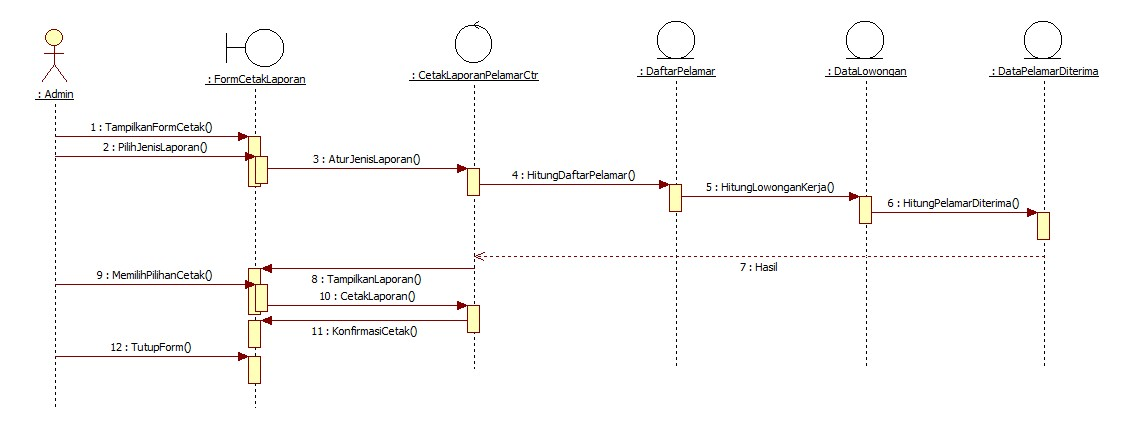 : Admin
: FormCetakLaporan
: CetakLaporanPelamarCtr
: DaftarPelamar
: DataLowongan
: DataPelamarDiterima
1 : TampilkanFormCetak()
2 : PilihJenisLaporan()
3 : AturJenisLaporan()
4 : HitungDaftarPelamar()
5 : HitungLowonganKerja()
6 : HitungPelamarDiterima()
7 : Hasil
8 : TampilkanLaporan()
9 : MemilihPilihanCetak()
10 : CetakLaporan()
11 : KonfirmasiCetak()
12 : TutupForm()